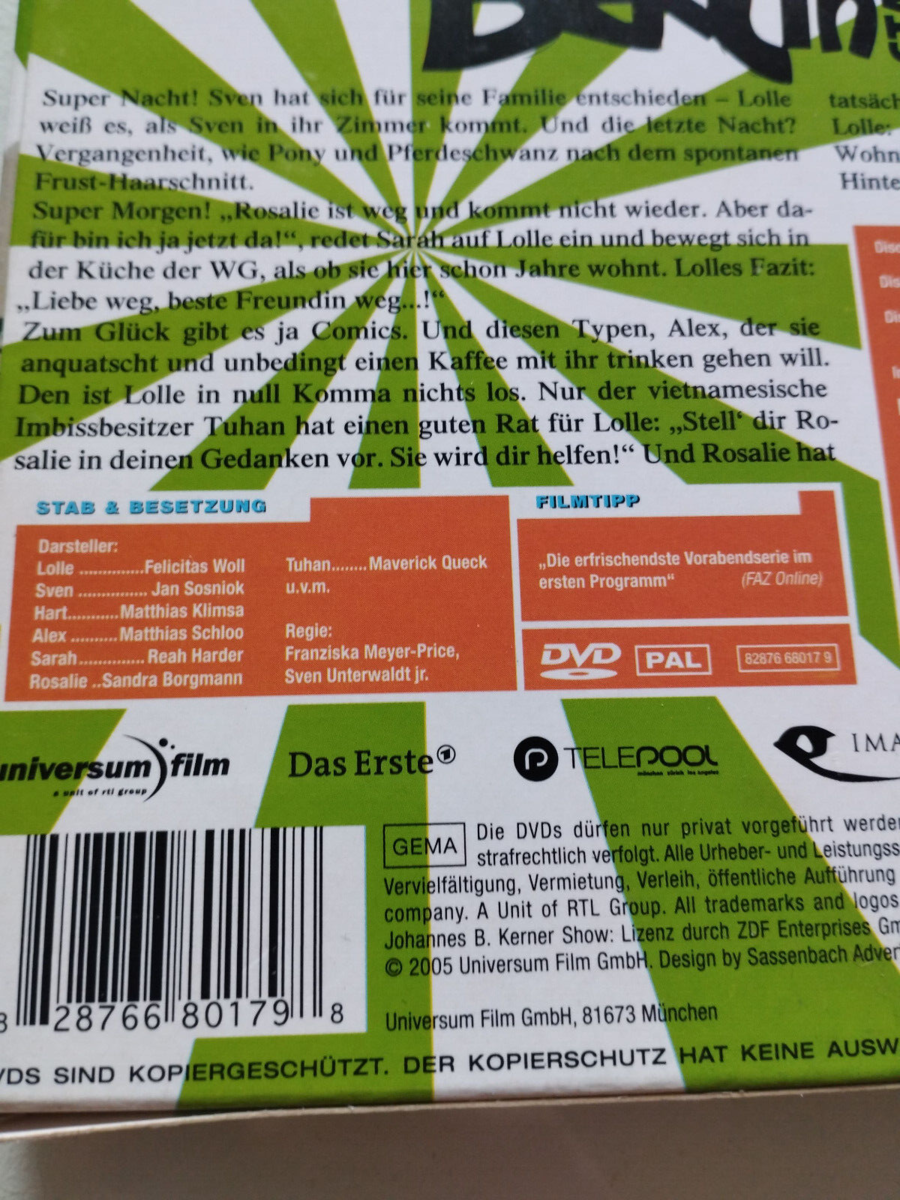 Berlin
Super Nacht! Sven hat sich für seine Familie entschieden – Lolle
weiß es, als Sven in ihr Zimmer kommt. Und die letzte Nacht?
Vergangenheit, wie Pony und Pferdeschwanz nach dem spontanen
Frust-Haarschnitt.
Super Morgen! „Rosalie ist weg und kommt nicht wieder. Aber da-
für bin ich ja jetzt da!“, redet Sarah auf Lolle ein und bewegt sich in
der Küche der WG, als ob sie hier schon Jahre wohnt. Lolles Fazit:
„Liebe weg, beste Freundin weg...!“
Zum Glück gibt es ja Comics. Und diesen Typen, Alex, der sie
anquatscht und unbedingt einen Kaffee mit ihr trinken gehen will.
Den ist Lolle in null Komma nichts los. Nur der vietnamesische
Imbissbesitzer Tuhan hat einen guten Rat für Lolle: „Stell‘ dir Ro-
salie in deinen Gedanken vor. Sie wird dir helfen!“ Und Rosalie hat
tatsäch
Lolle:
Wohn
Hinte
STAB & BESETZUNG
Darsteller:
Lolle .............Felicitas Woll
Sven .............. Jan Sosniok
Hart..........Matthias Klimsa
Alex ..........Matthias Schloo
Sarah..............Reah Harder
Rosalie ..Sandra Borgmann
Tuhan........Maverick Queck
u.v.m.
Regie:
Franziska Meyer-Price,
Sven Unterwaldt jr.
FILMTIPP
„Die erfrischendste Vorabendserie im
ersten Programm“ (FAZ Online)
DVD PAL 82876 68017 9
universum film
a unit of rtl group
Das Erste
TELEPOOL
münchen zürich los angeles
IMA
GEMA
Die DVDs dürfen nur privat vorgeführt werde
strafrechtlich verfolgt. Alle Urheber- und Leistungss
Vervielfältigung, Vermietung, Verleih, öffentliche Aufführung
company. A Unit of RTL Group. All trademarks and logos
Johannes B. Kerner Show: Lizenz durch ZDF Enterprises Gm
© 2005 Universum Film GmbH. Design by Sassenbach Adver
Universum Film GmbH, 81673 München
8 28766 80179 8
VDS SIND KOPIERGESCHÜTZT. DER KOPIERSCHUTZ HAT KEINE AUSW